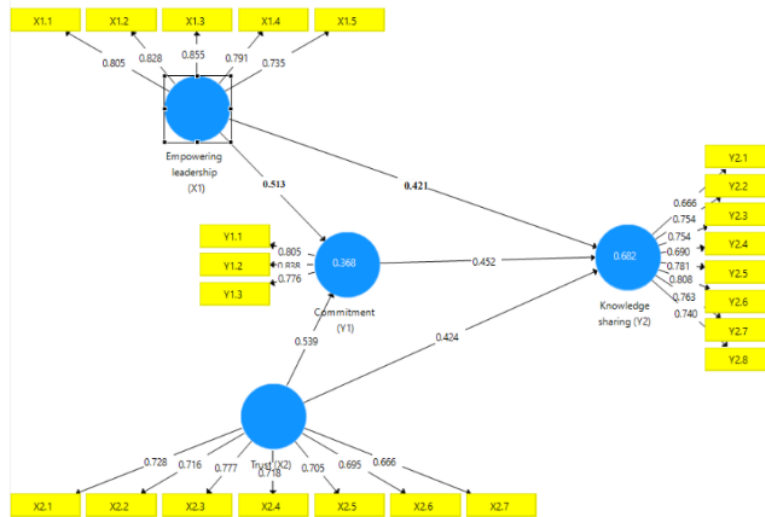 X1.1 X1.2 X1.3 X1.4 X1.5
0.805 0.828 0.855 0.791 0.735
Empowering
leadership
(X1)
0.513
0.421
Y1.1
Y1.2
Y1.3
0.805
0.838
0.776
0.368
Commitment
(Y1)
0.452
0.539
0.424
0.682
Knowledge
sharing (Y2)
0.666
0.754
0.754
0.690
0.781
0.808
0.763
0.740
Y2.1
Y2.2
Y2.3
Y2.4
Y2.5
Y2.6
Y2.7
Y2.8
Trust (X2)
0.728 0.716 0.777 0.718 0.705 0.695 0.666
X2.1 X2.2 X2.3 X2.4 X2.5 X2.6 X2.7